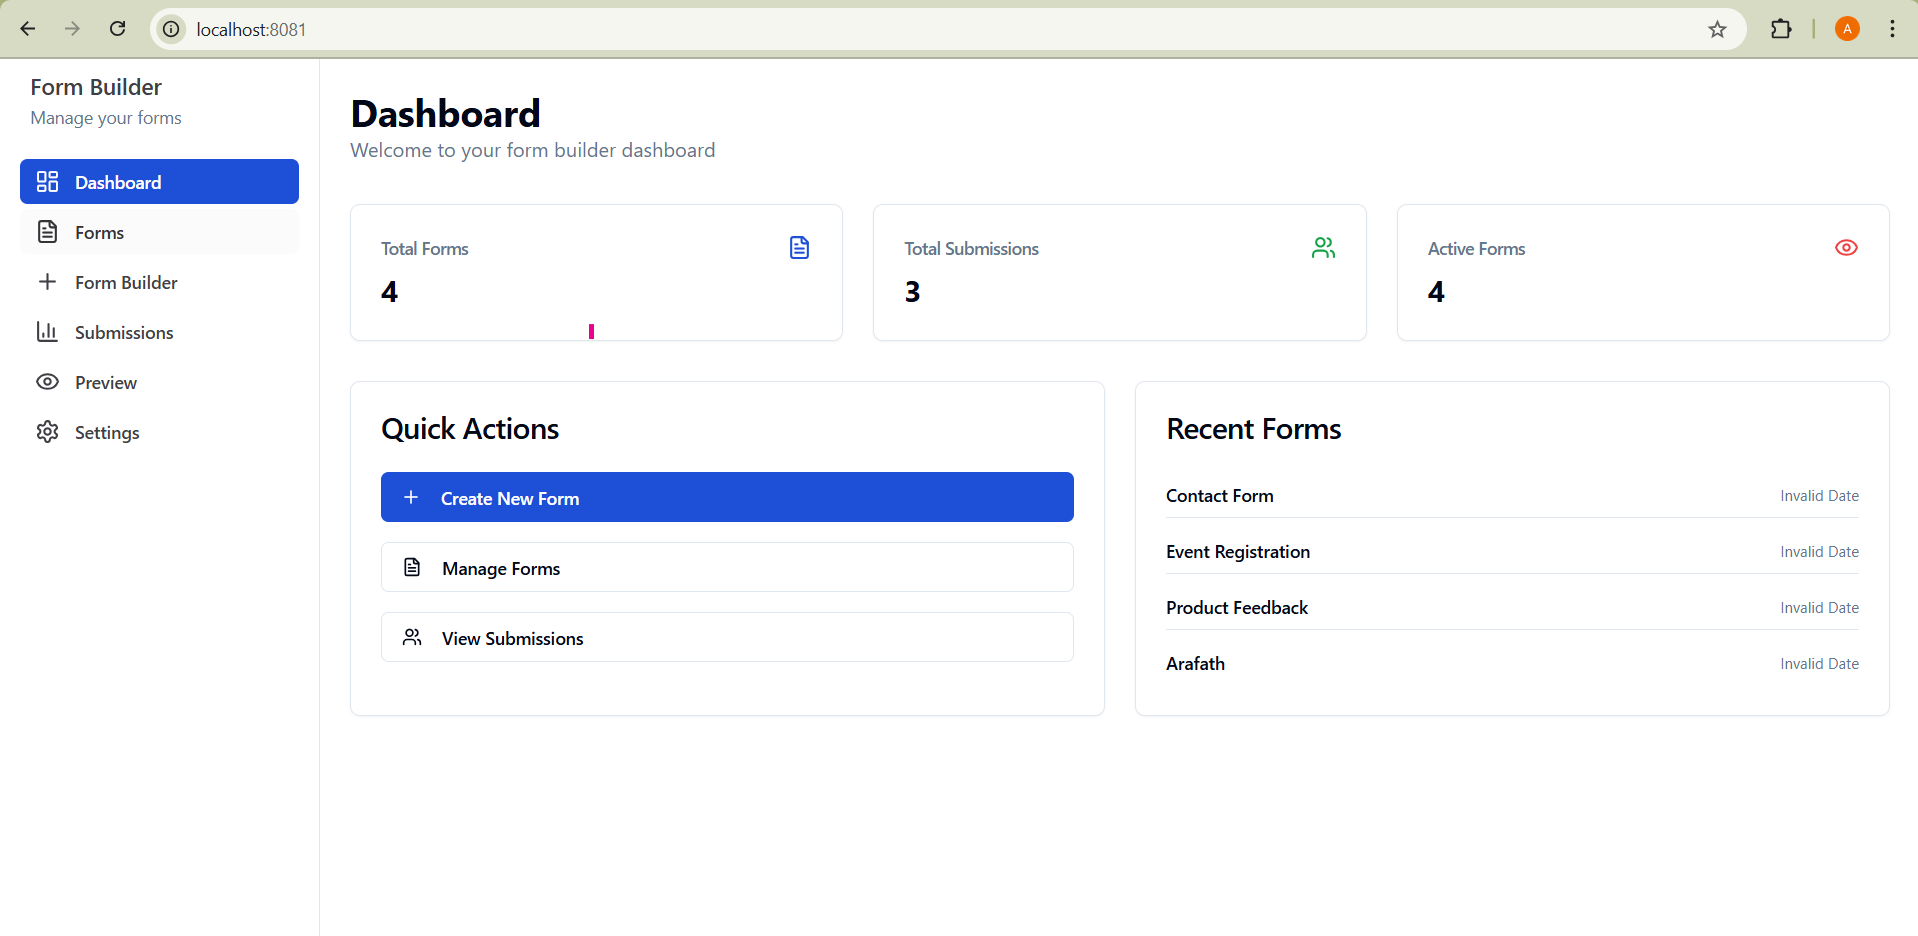 localhost:8081
A
Form Builder
Manage your forms
Dashboard
Forms
Form Builder
Submissions
Preview
Settings
Dashboard
Welcome to your form builder dashboard
Total Forms
4
Total Submissions
3
Active Forms
4
Quick Actions
Create New Form
Manage Forms
View Submissions
Recent Forms
Contact Form Invalid Date
Event Registration Invalid Date
Product Feedback Invalid Date
Arafath Invalid Date